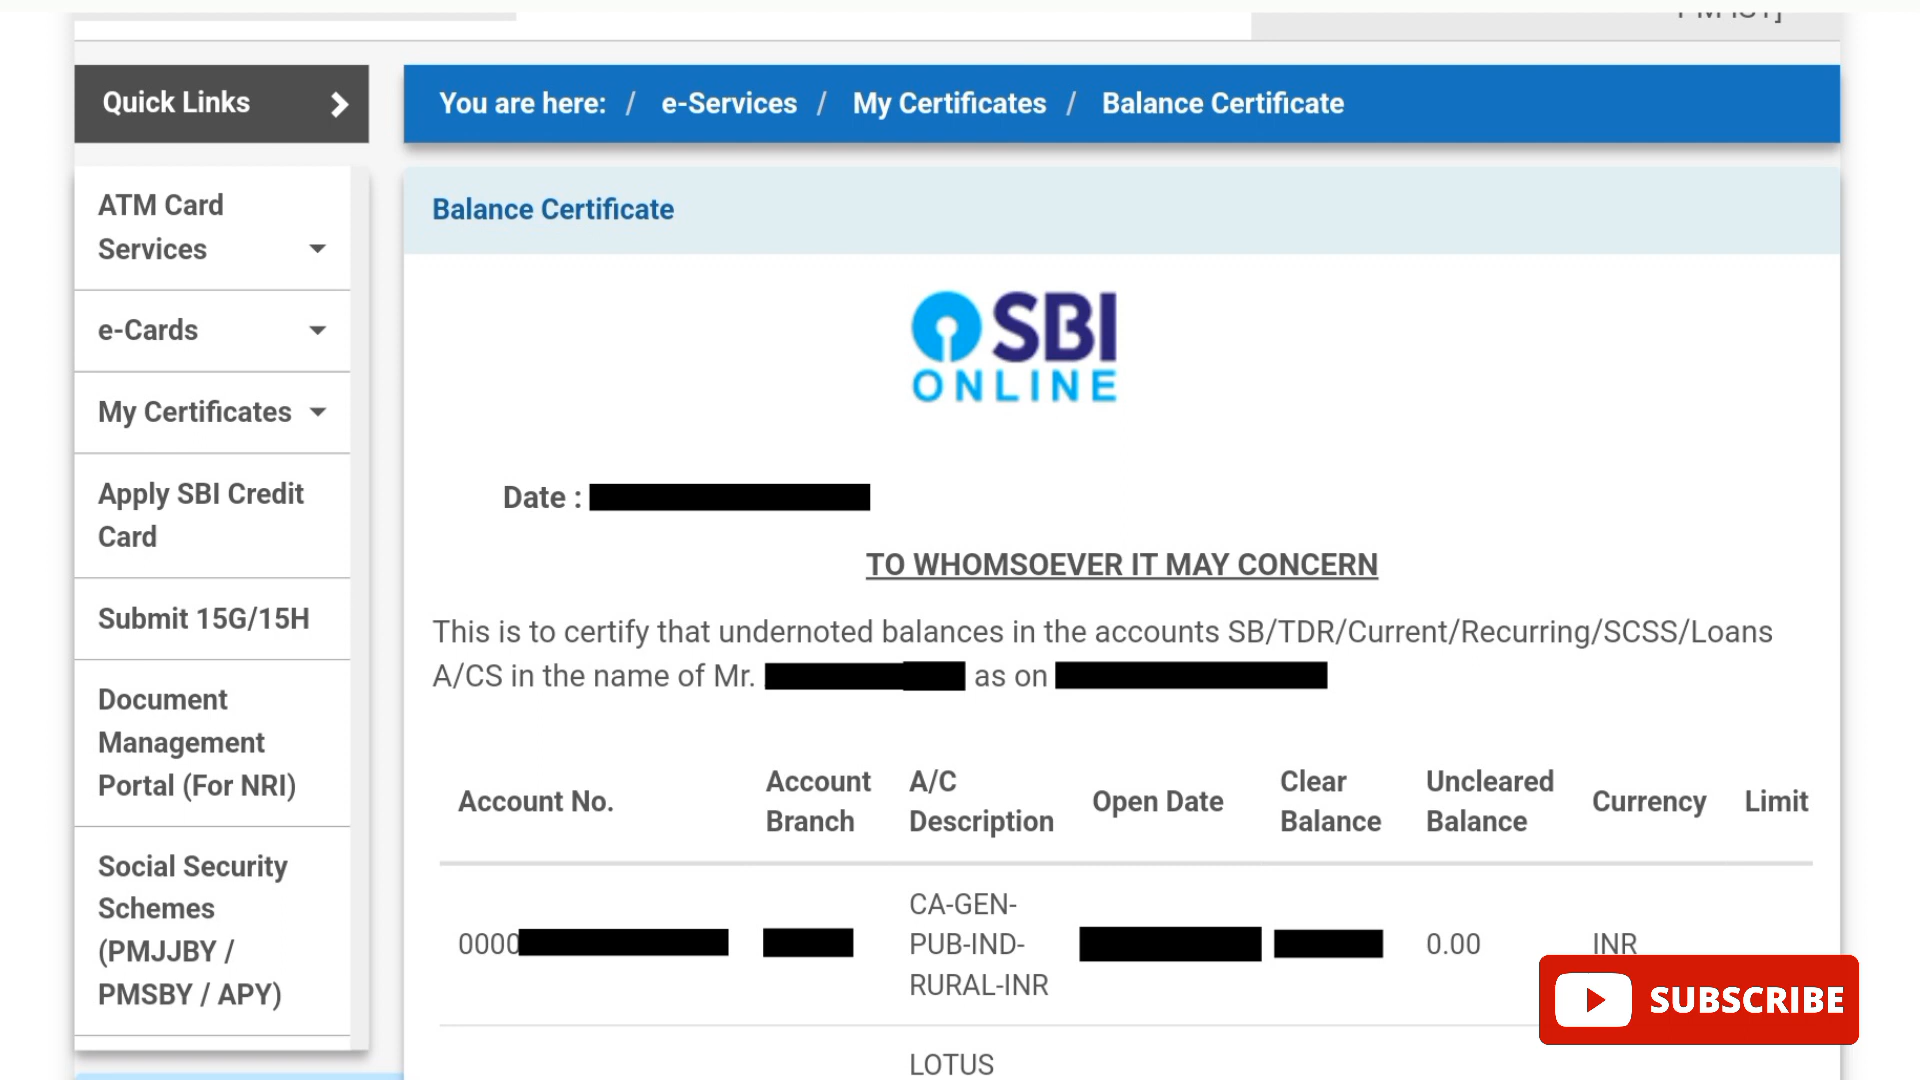 Quick Links
You are here: / e-Services / My Certificates / Balance Certificate
ATM Card
Services
e-Cards
My Certificates
Apply SBI Credit
Card
Submit 15G/15H
Document
Management
Portal (For NRI)
Social Security
Schemes
(PMJJBY /
PMSBY / APY)
Balance Certificate
SBI
ONLINE
Date :
TO WHOMSOEVER IT MAY CONCERN
This is to certify that undernoted balances in the accounts SB/TDR/Current/Recurring/SCSS/Loans
A/CS in the name of Mr. as on
Account No.
Account
Branch
A/C
Description
Open Date
Clear
Balance
Uncleared
Balance
Currency
Limit
0000
CA-GEN-
PUB-IND-
RURAL-INR
0.00
INR
LOTUS
SUBSCRIBE